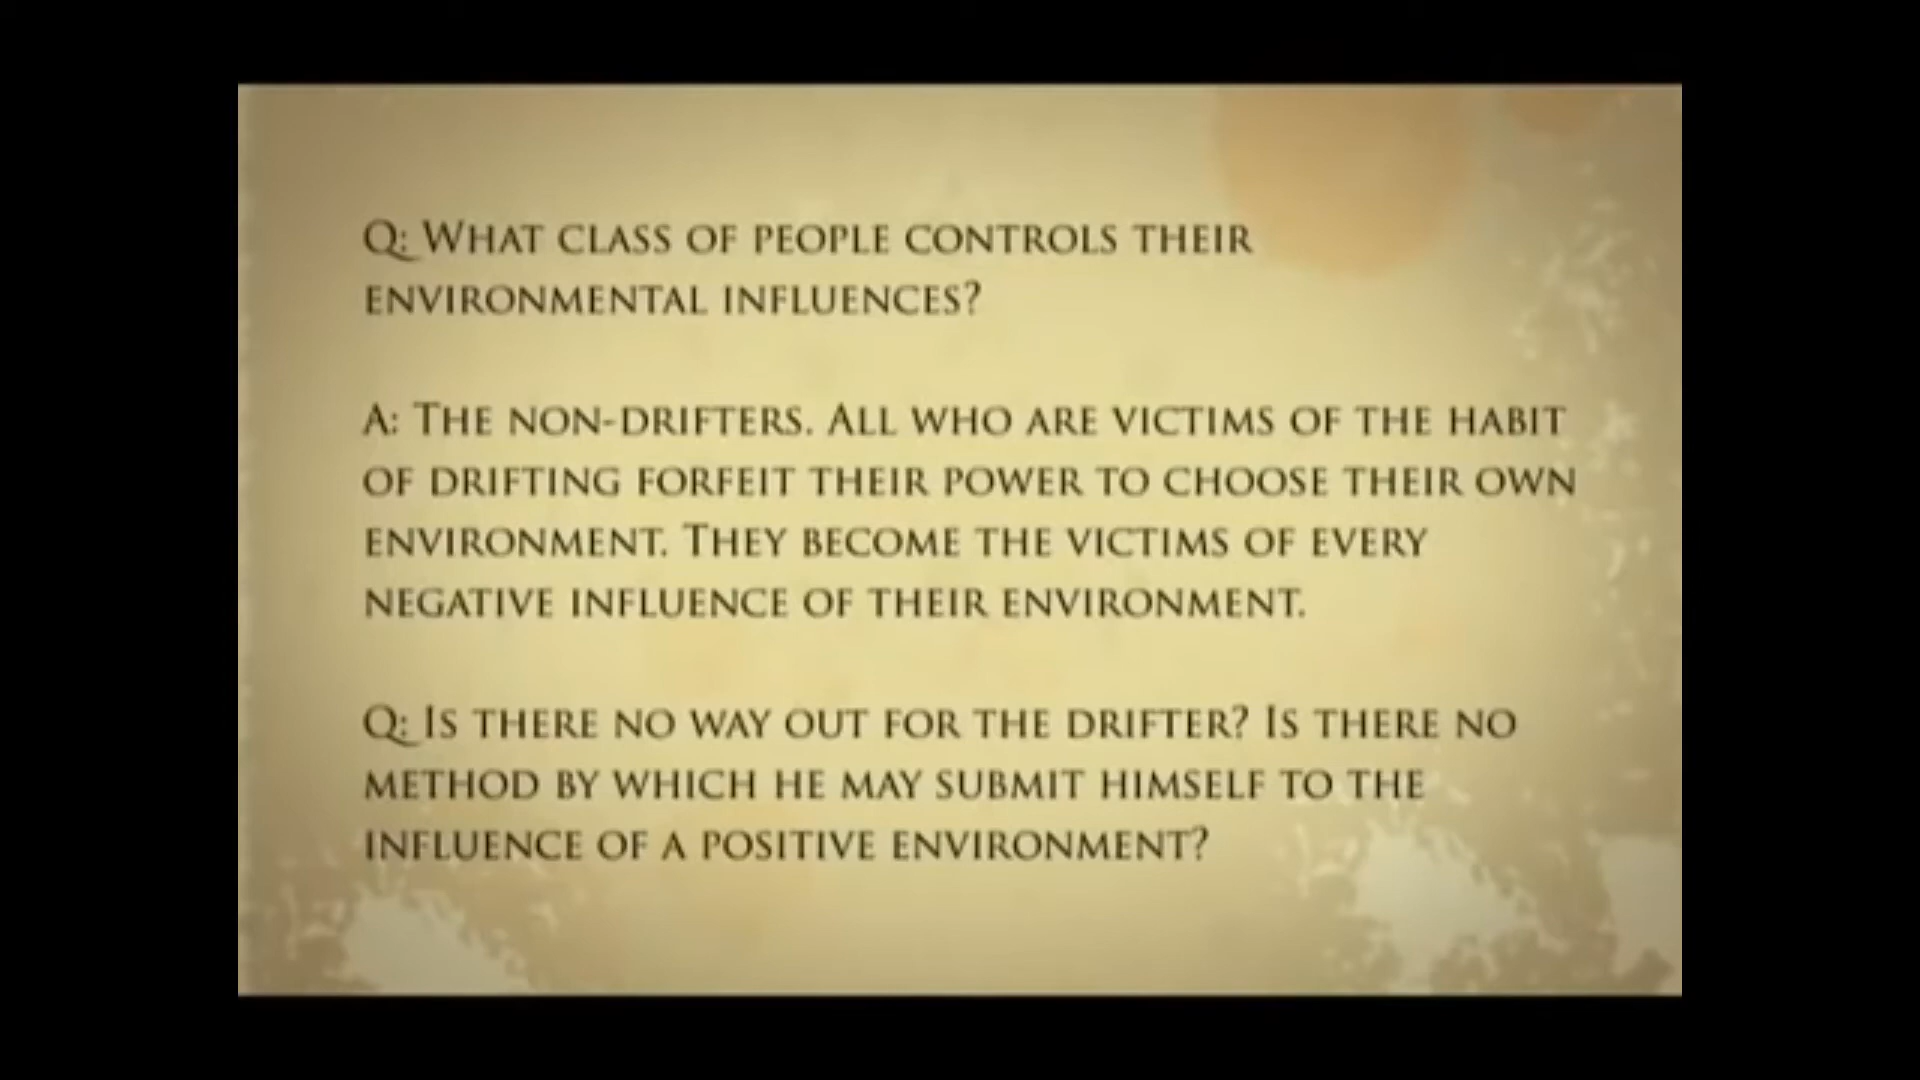 Q: What class of people controls their
environmental influences?
A: The non-drifters. All who are victims of the habit
of drifting forfeit their power to choose their own
environment. They become the victims of every
negative influence of their environment.
Q: Is there no way out for the drifter? Is there no
method by which he may submit himself to the
influence of a positive environment?